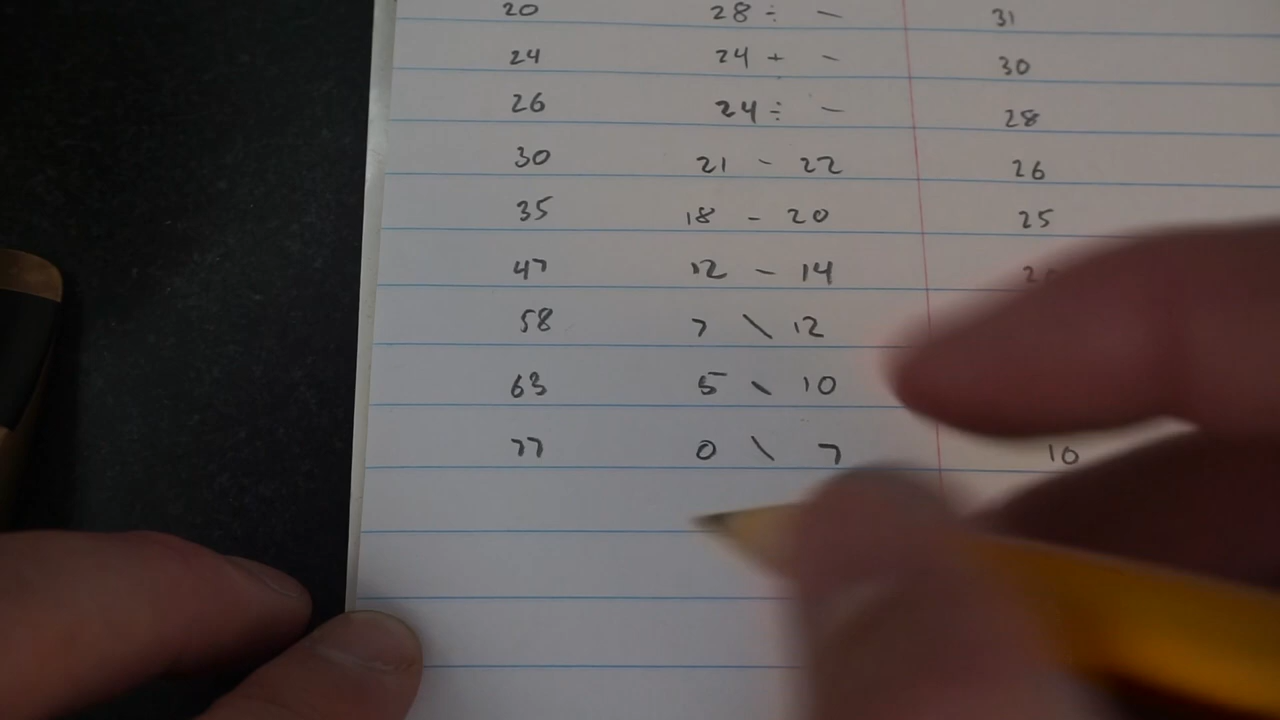 20 28 ÷ - 31
24 24 + - 30
26 24 ÷ - 28
30 21 - 22 26
35 18 - 20 25
47 12 - 14
58 7 \ 12
63 5 \ 10
77 0 \ 7 10